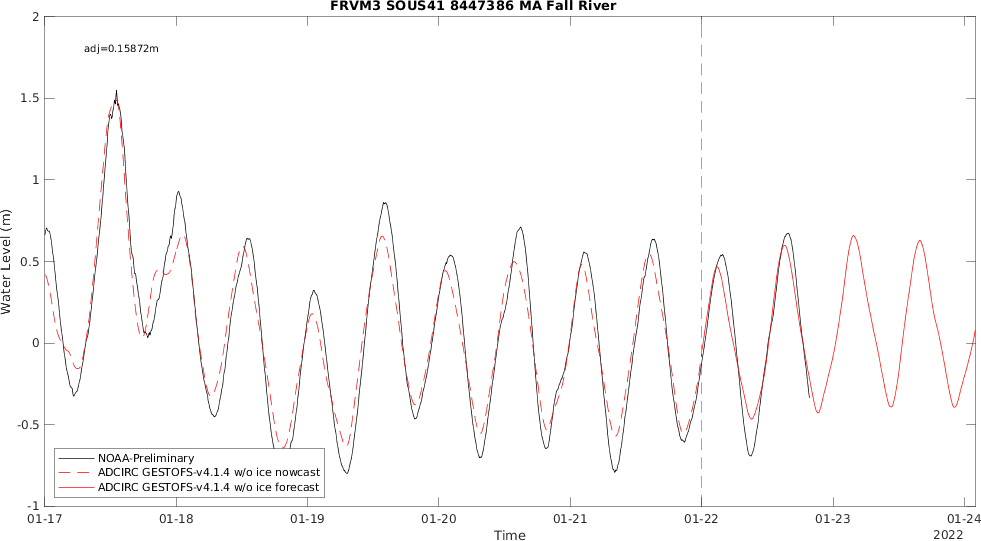 FRVM3 SOUS41 8447386 MA Fall River
adj=0.15872m
Water Level (m)
2
1.5
1
0.5
0
-0.5
-1
NOAA-Preliminary
ADCIRC GESTOFS-v4.1.4 w/o ice nowcast
ADCIRC GESTOFS-v4.1.4 w/o ice forecast
01-17 01-18 01-19 01-20 01-21 01-22 01-23 01-24
Time
2022